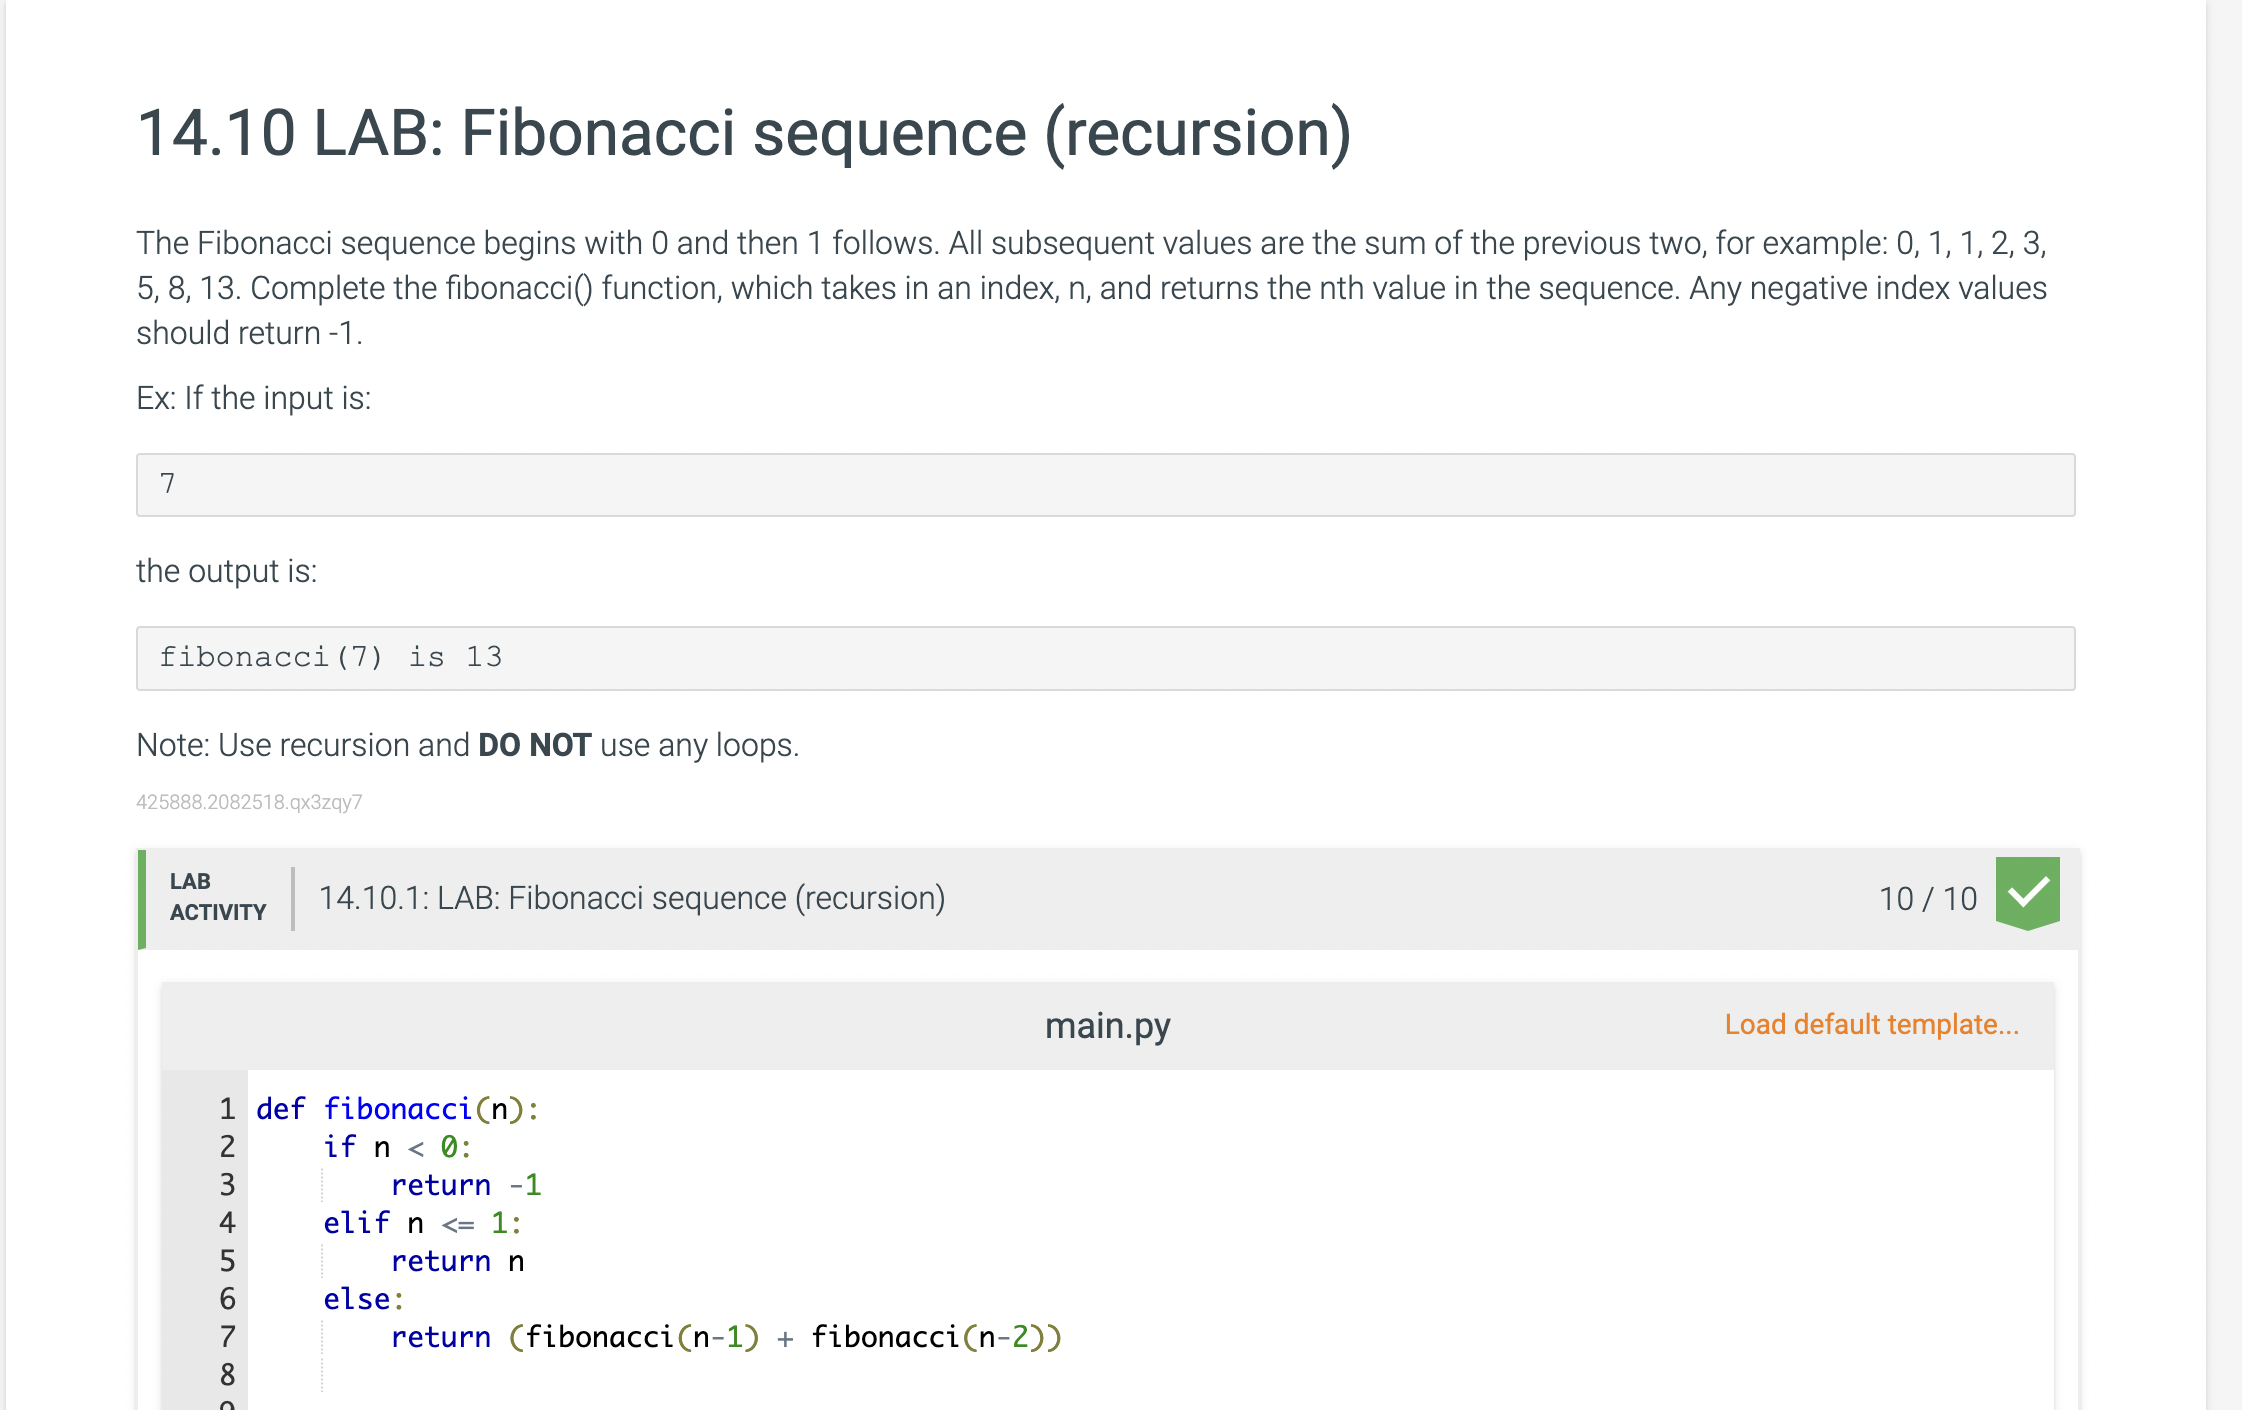 14.10 LAB: Fibonacci sequence (recursion)
The Fibonacci sequence begins with 0 and then 1 follows. All subsequent values are the sum of the previous two, for example: 0, 1, 1, 2, 3,
5, 8, 13. Complete the fibonacci() function, which takes in an index, n, and returns the nth value in the sequence. Any negative index values
should return -1.
Ex: If the input is:
7
the output is:
fibonacci(7) is 13
Note: Use recursion and DO NOT use any loops.
425888.2082518.qx3zqy7
LAB
ACTIVITY
14.10.1: LAB: Fibonacci sequence (recursion)
10 / 10
main.py
Load default template...
1 def fibonacci(n):
2     if n < 0:
3         return -1
4     elif n <= 1:
5         return n
6     else:
7         return (fibonacci(n-1) + fibonacci(n-2))
8